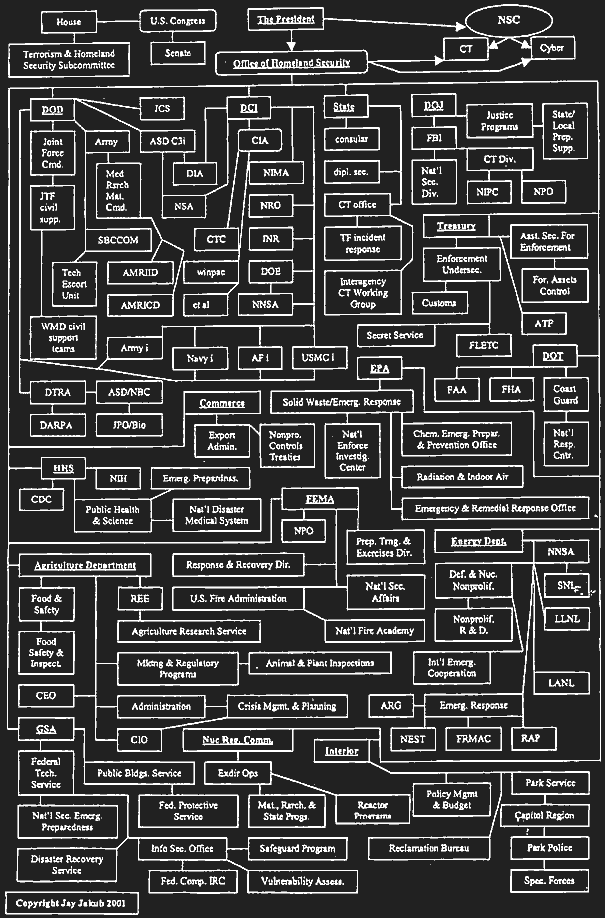 House
U.S. Congress
The President
NSC
Terrorism & Homeland
Security Subcommittee
Senate
Office of Homeland Security
CT
Cyber
DOD
JCS
DCI
State
DOJ
Justice
Programs
State/
Local
Prep.
Supp.
Joint
Force
Cmd.
Army
ASD C3i
CIA
consular
FBI
CT Div.
Med
Rsrch
Mat.
Cmd.
DIA
NIMA
dipl. sec.
Nat'l
Sec.
Div.
NIPC
NPO
JTF
civil
supp.
NSA
NRO
CT office
SBCCOM
CTC
INR
TF incident
response
Treasury
Asst. Sec. For
Enforcement
Tech
Escort
Unit
AMRIID
winpac
DOE
Interagency
CT Working
Group
Enforcement
Undersec.
For. Assets
Control
AMRICD
et al
NNSA
Customs
WMD civil
support
teams
Army i
Navy i
AF i
USMC i
Secret Service
FLETC
ATF
DOT
DTRA
ASD/NBC
EPA
FAA
FHA
Coast
Guard
DARPA
JPO/Bio
Commerce
Solid Waste/Emerg. Response
Export
Admin.
Nonpro.
Controls
Treaties
Nat'l
Enforce
Investig.
Center
Chem. Emerg. Prepar.
& Prevention Office
Nat'l
Resp.
Cntr.
HHS
NIH
Emerg. Preprdnss.
Radiation & Indoor Air
CDC
Public Health
& Science
Nat'l Disaster
Medical System
FEMA
Emergency & Remedial Response Office
NPO
Prep. Trng. &
Exercises Dir.
Energy Dept.
NNSA
Agriculture Department
Response & Recovery Dir.
Def. & Nuc.
Nonprolif.
SNL
Food &
Safety
REE
U.S. Fire Administration
Nat'l Sec.
Affairs
Nonprolif.
R & D.
LLNL
Agriculture Research Service
Nat'l Fire Academy
Food
Safety &
Inspect.
Mktng & Regulatory
Programs
Animal & Plant Inspections
Int'l Emerg.
Cooperation
LANL
CEO
Administration
Crisis Mgmt. & Planning
ARG
Emerg. Response
GSA
CIO
Nuc Reg. Comm.
NEST
FRMAC
RAP
Interior
Federal
Tech.
Service
Public Bldgs. Service
Exdir Ops
Policy Mgmt
& Budget
Park Service
Nat'l Sec. Emerg.
Preparedness
Fed. Protective
Service
Mat., Rsrch. &
State Progs.
Reactor
Programs
Capitol Region
Disaster Recovery
Service
Info Sec. Office
Safeguard Program
Reclamation Bureau
Park Police
Fed. Comp. IRC
Vulnerability Assess.
Spec. Forces
Copyright Jay Jakub 2001